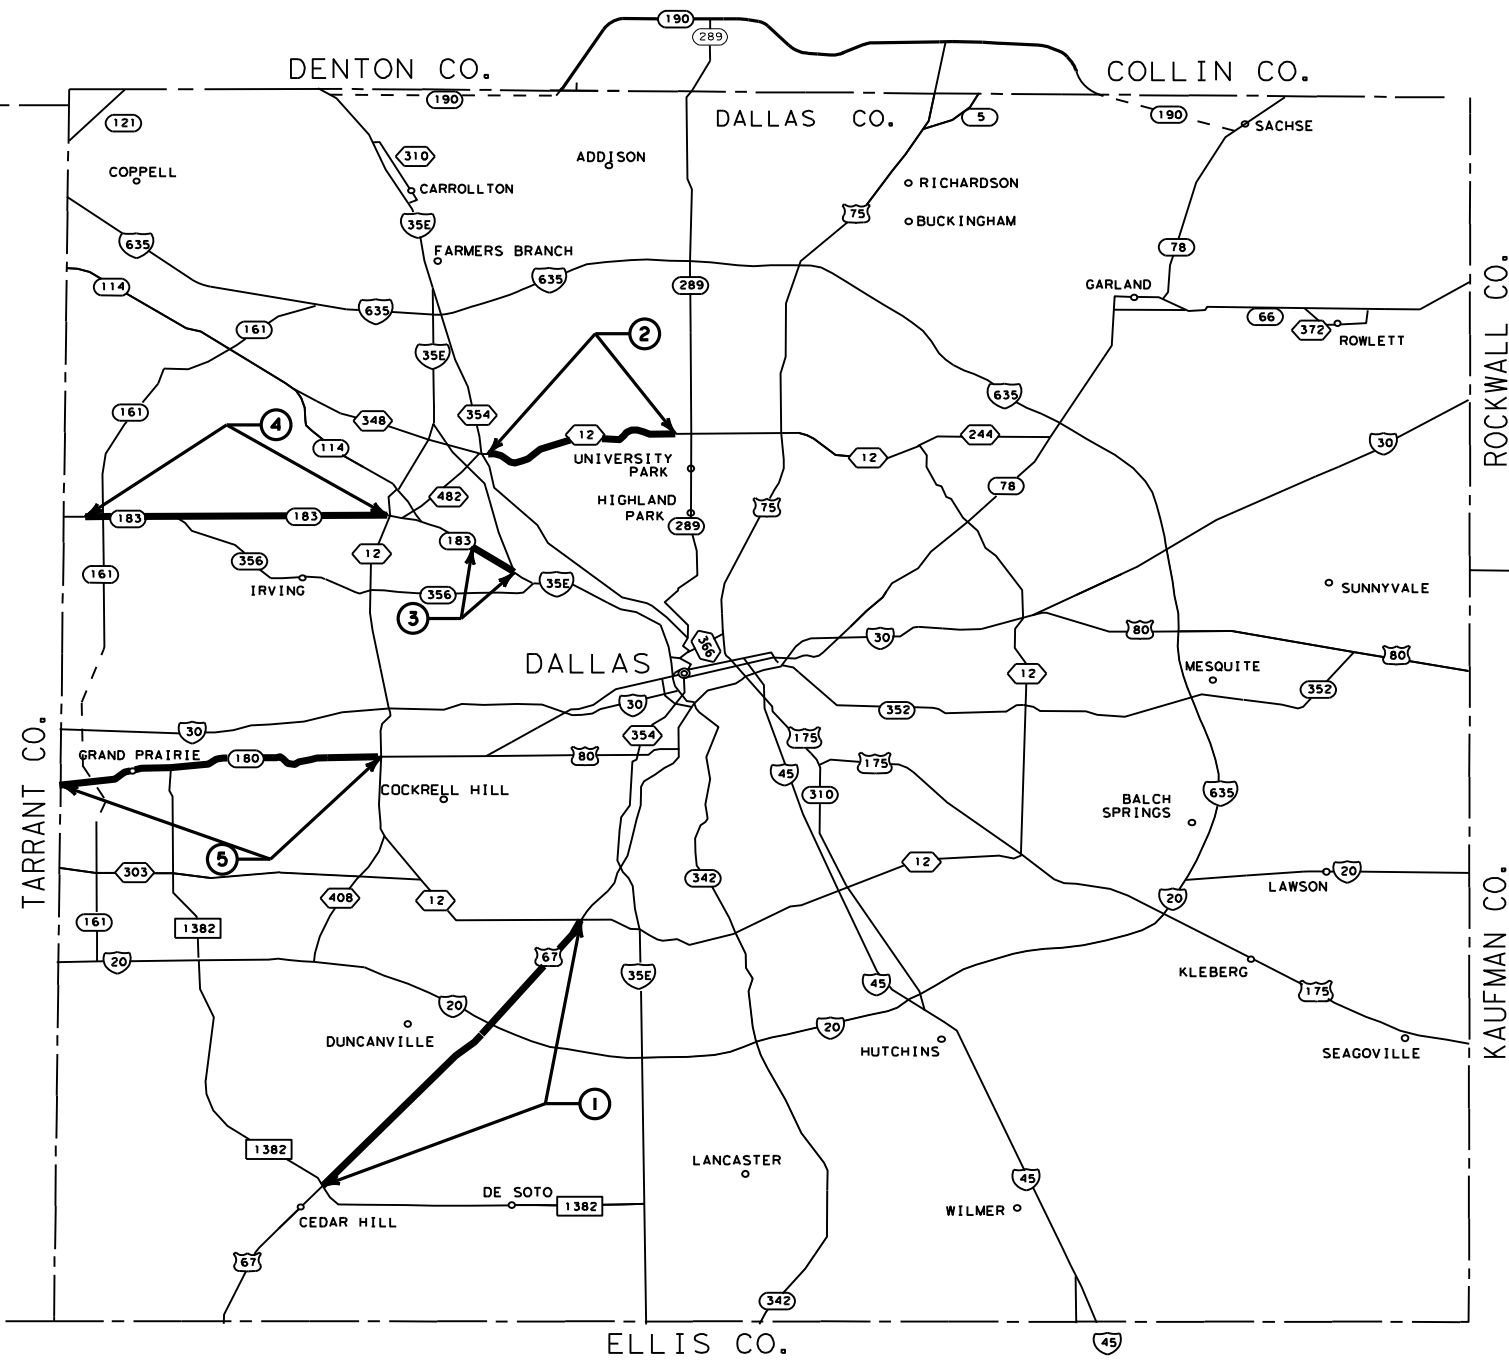 190
289
DENTON CO.
COLLIN CO.
190
121
DALLAS CO.
5
190
SACHSE
310
ADDISON
COPPELL
CARROLLTON
RICHARDSON
75
BUCKINGHAM
35E
635
FARMERS BRANCH
78
635
114
289
GARLAND
635
161
66
372
ROWLETT
ROCKWALL CO.
2
35E
635
161
348
354
4
12
244
30
114
12
UNIVERSITY
PARK
482
78
HIGHLAND
PARK
75
183
183
289
183
12
356
161
IRVING
356
35E
SUNNYVALE
3
366
30
80
DALLAS
80
MESQUITE
12
352
30
352
30
354
175
GRAND PRAIRIE
180
80
175
TARRANT CO.
45
COCKRELL HILL
310
BALCH
SPRINGS
635
5
12
303
342
20
LAWSON
408
12
20
KAUFMAN CO.
161
1382
67
20
35E
KLEBERG
45
175
20
DUNCANVILLE
20
HUTCHINS
SEAGOVILLE
1
1382
LANCASTER
45
DE SOTO
1382
WILMER
CEDAR HILL
67
342
ELLIS CO.
45